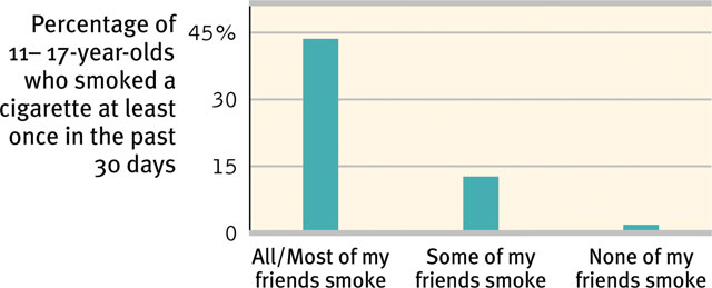 Percentage of
11– 17-year-olds
who smoked a
cigarette at least
once in the past
30 days
45%
30
15
0
All/Most of my
friends smoke
Some of my
friends smoke
None of my
friends smoke